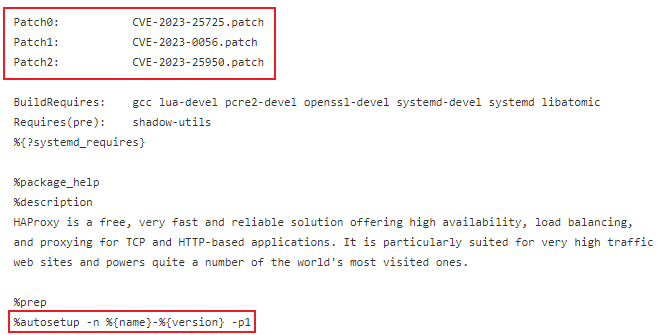 Patch0: CVE-2023-25725.patch
Patch1: CVE-2023-0056.patch
Patch2: CVE-2023-25950.patch
BuildRequires: gcc lua-devel pcre2-devel openssl-devel systemd-devel systemd libatomic
Requires(pre): shadow-utils
%{?systemd_requires}
%package_help
%description
HAProxy is a free, very fast and reliable solution offering high availability, load balancing,
and proxying for TCP and HTTP-based applications. It is particularly suited for very high traffic
web sites and powers quite a number of the world's most visited ones.
%prep
%autosetup -n %{name}-%{version} -p1